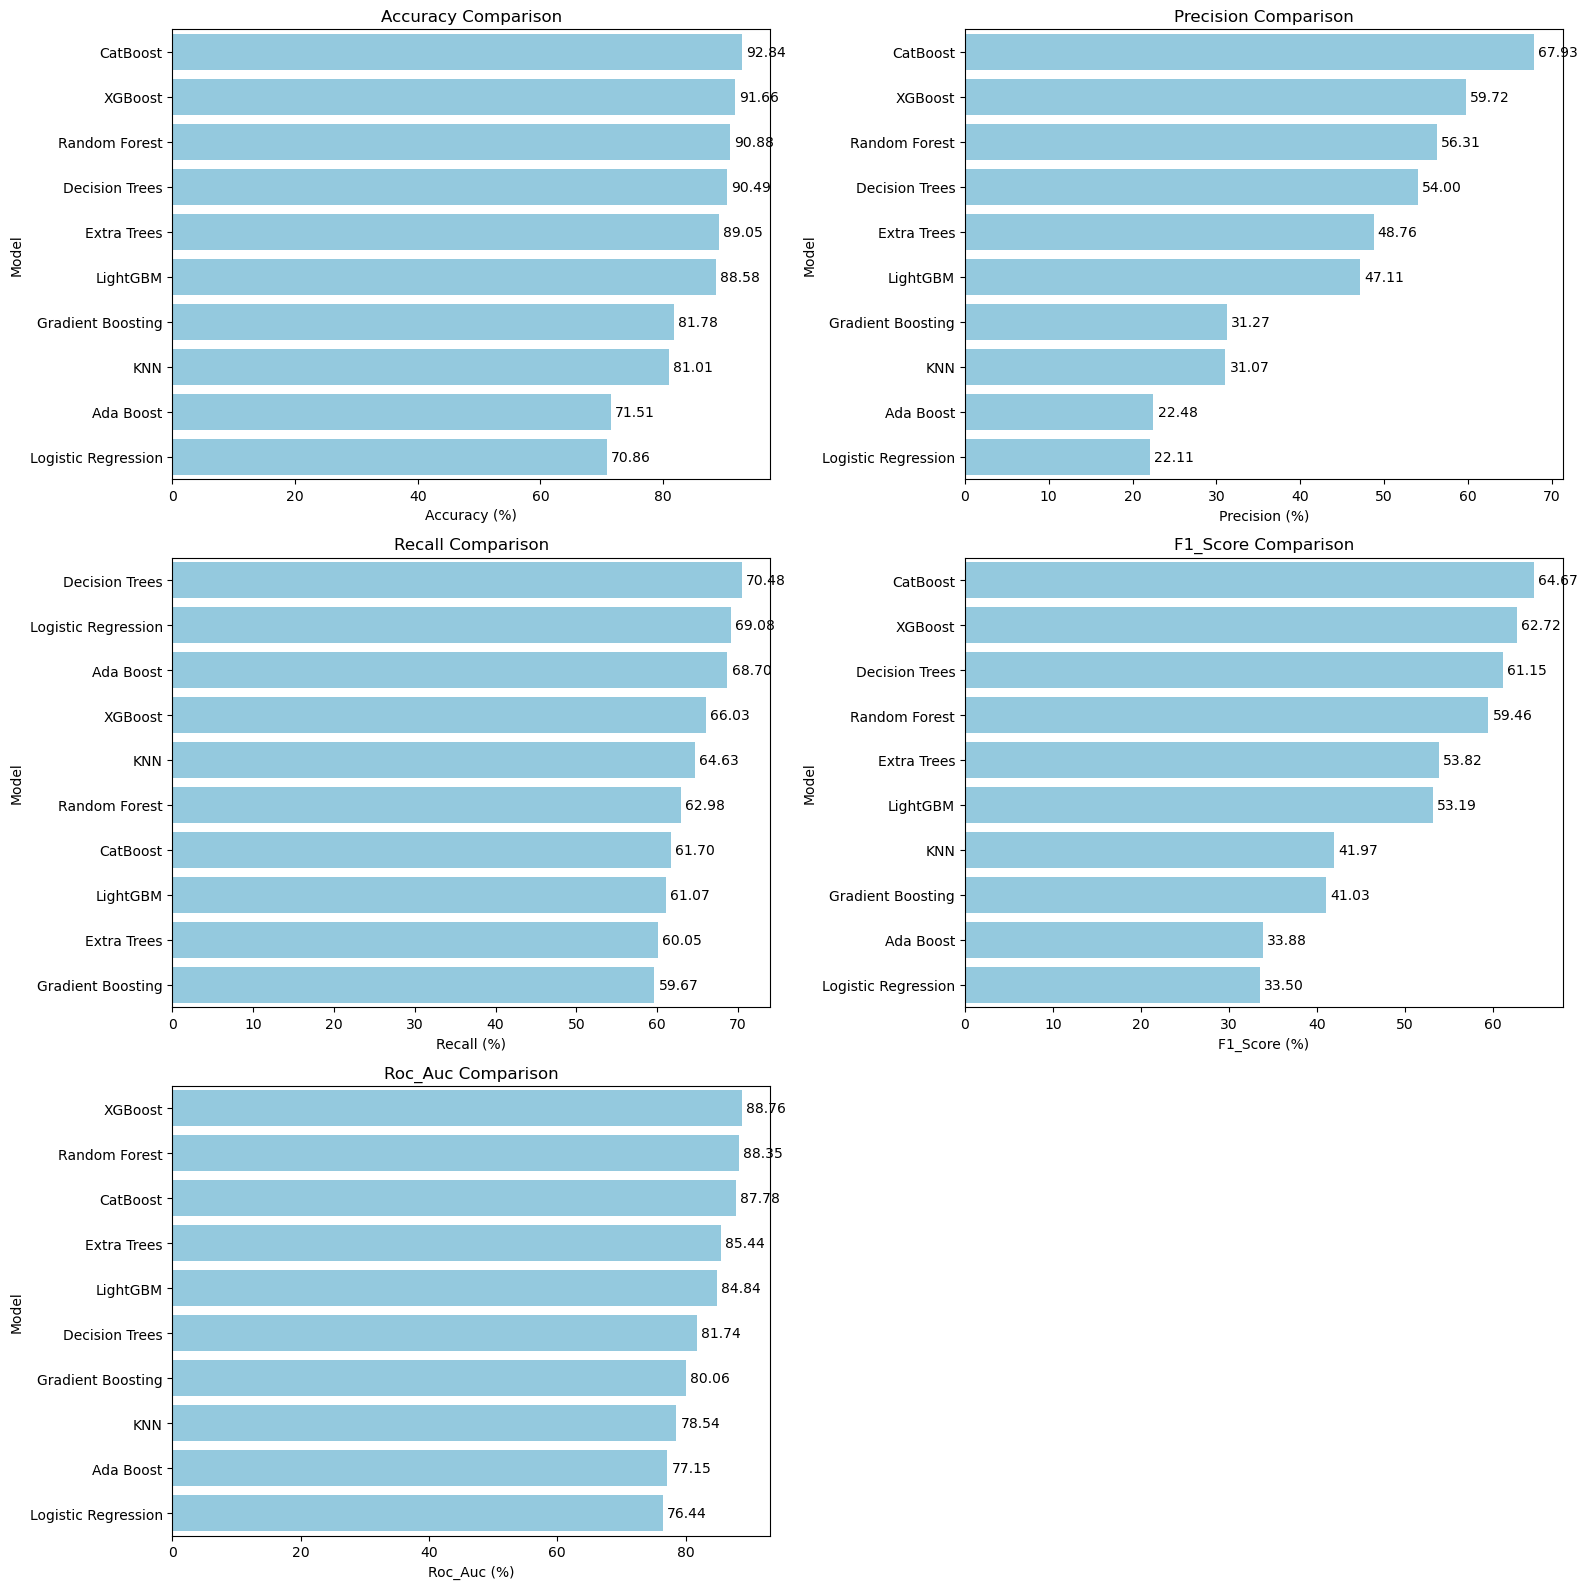 Accuracy Comparison
Model
CatBoost 92.84
XGBoost 91.66
Random Forest 90.88
Decision Trees 90.49
Extra Trees 89.05
LightGBM 88.58
Gradient Boosting 81.78
KNN 81.01
Ada Boost 71.51
Logistic Regression 70.86
0 20 40 60 80
Accuracy (%)
Precision Comparison
Model
CatBoost 67.93
XGBoost 59.72
Random Forest 56.31
Decision Trees 54.00
Extra Trees 48.76
LightGBM 47.11
Gradient Boosting 31.27
KNN 31.07
Ada Boost 22.48
Logistic Regression 22.11
0 10 20 30 40 50 60 70
Precision (%)
Recall Comparison
Model
Decision Trees 70.48
Logistic Regression 69.08
Ada Boost 68.70
XGBoost 66.03
KNN 64.63
Random Forest 62.98
CatBoost 61.70
LightGBM 61.07
Extra Trees 60.05
Gradient Boosting 59.67
0 10 20 30 40 50 60 70
Recall (%)
F1_Score Comparison
Model
CatBoost 64.67
XGBoost 62.72
Decision Trees 61.15
Random Forest 59.46
Extra Trees 53.82
LightGBM 53.19
KNN 41.97
Gradient Boosting 41.03
Ada Boost 33.88
Logistic Regression 33.50
0 10 20 30 40 50 60
F1_Score (%)
Roc_Auc Comparison
Model
XGBoost 88.76
Random Forest 88.35
CatBoost 87.78
Extra Trees 85.44
LightGBM 84.84
Decision Trees 81.74
Gradient Boosting 80.06
KNN 78.54
Ada Boost 77.15
Logistic Regression 76.44
0 20 40 60 80
Roc_Auc (%)